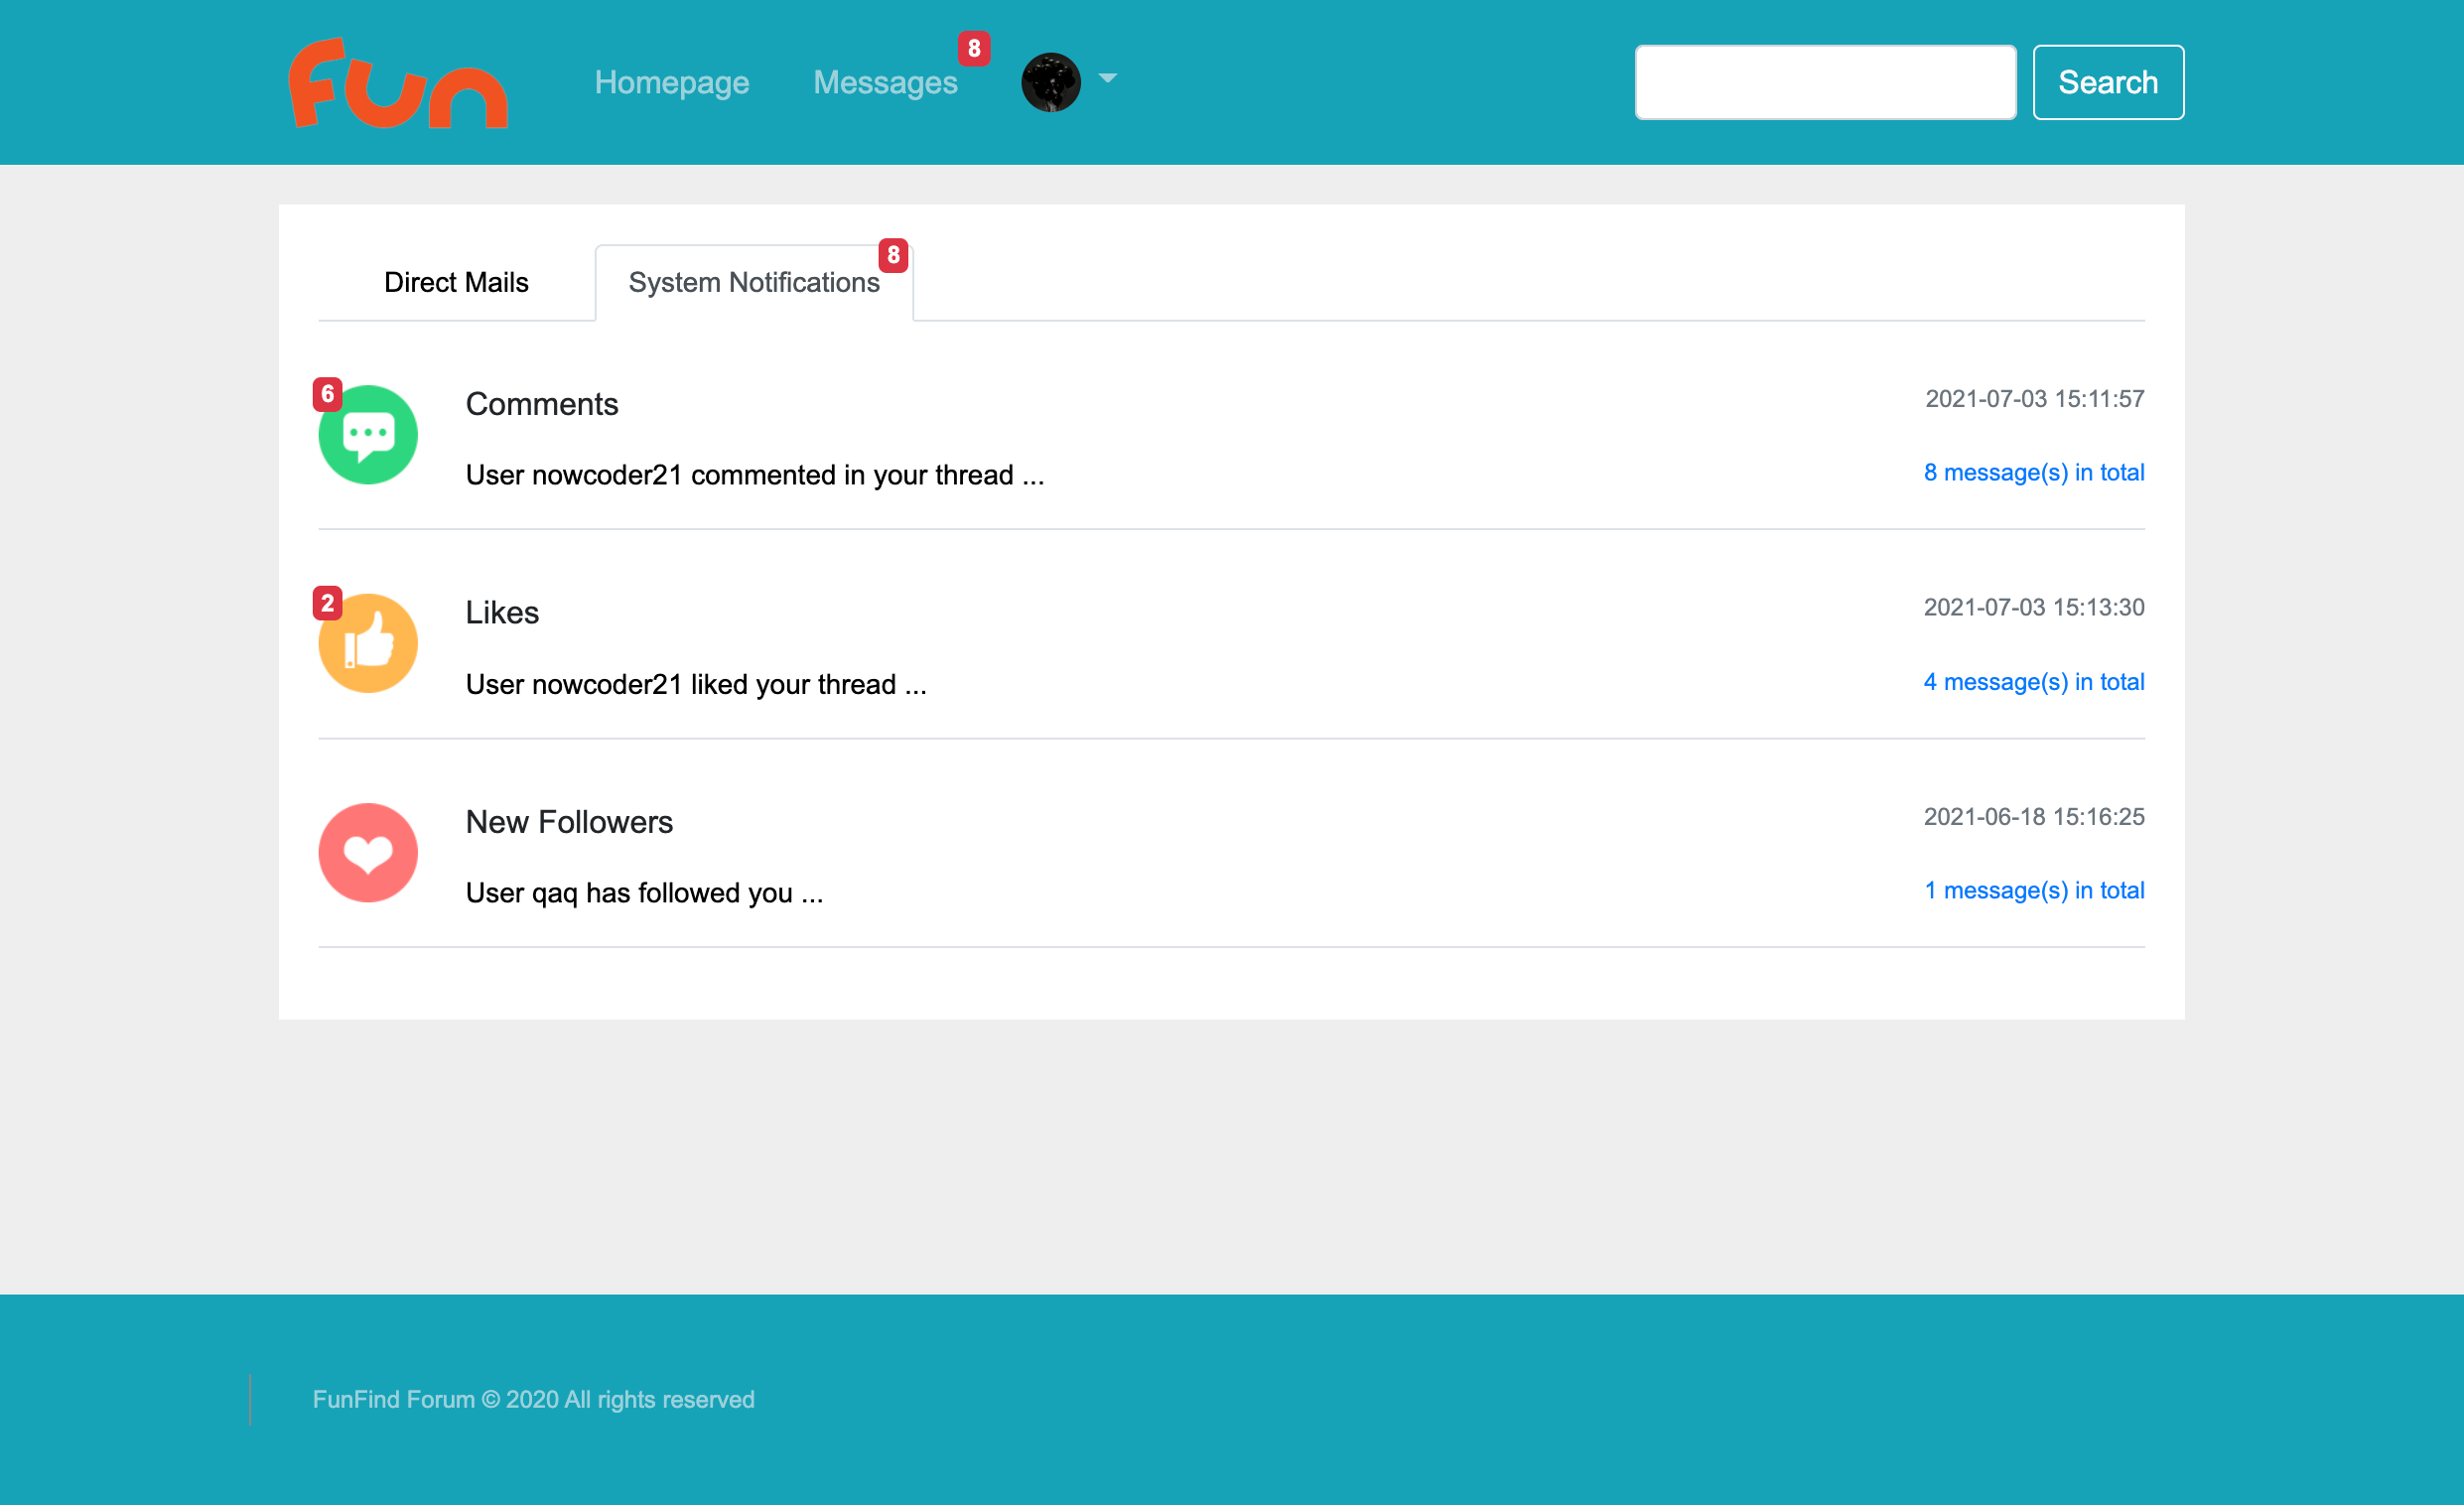 Fun
Homepage
Messages
8
Search
Direct Mails
System Notifications
8
6
Comments
2021-07-03 15:11:57
User nowcoder21 commented in your thread ...
8 message(s) in total
2
Likes
2021-07-03 15:13:30
User nowcoder21 liked your thread ...
4 message(s) in total
New Followers
2021-06-18 15:16:25
User qaq has followed you ...
1 message(s) in total
FunFind Forum © 2020 All rights reserved